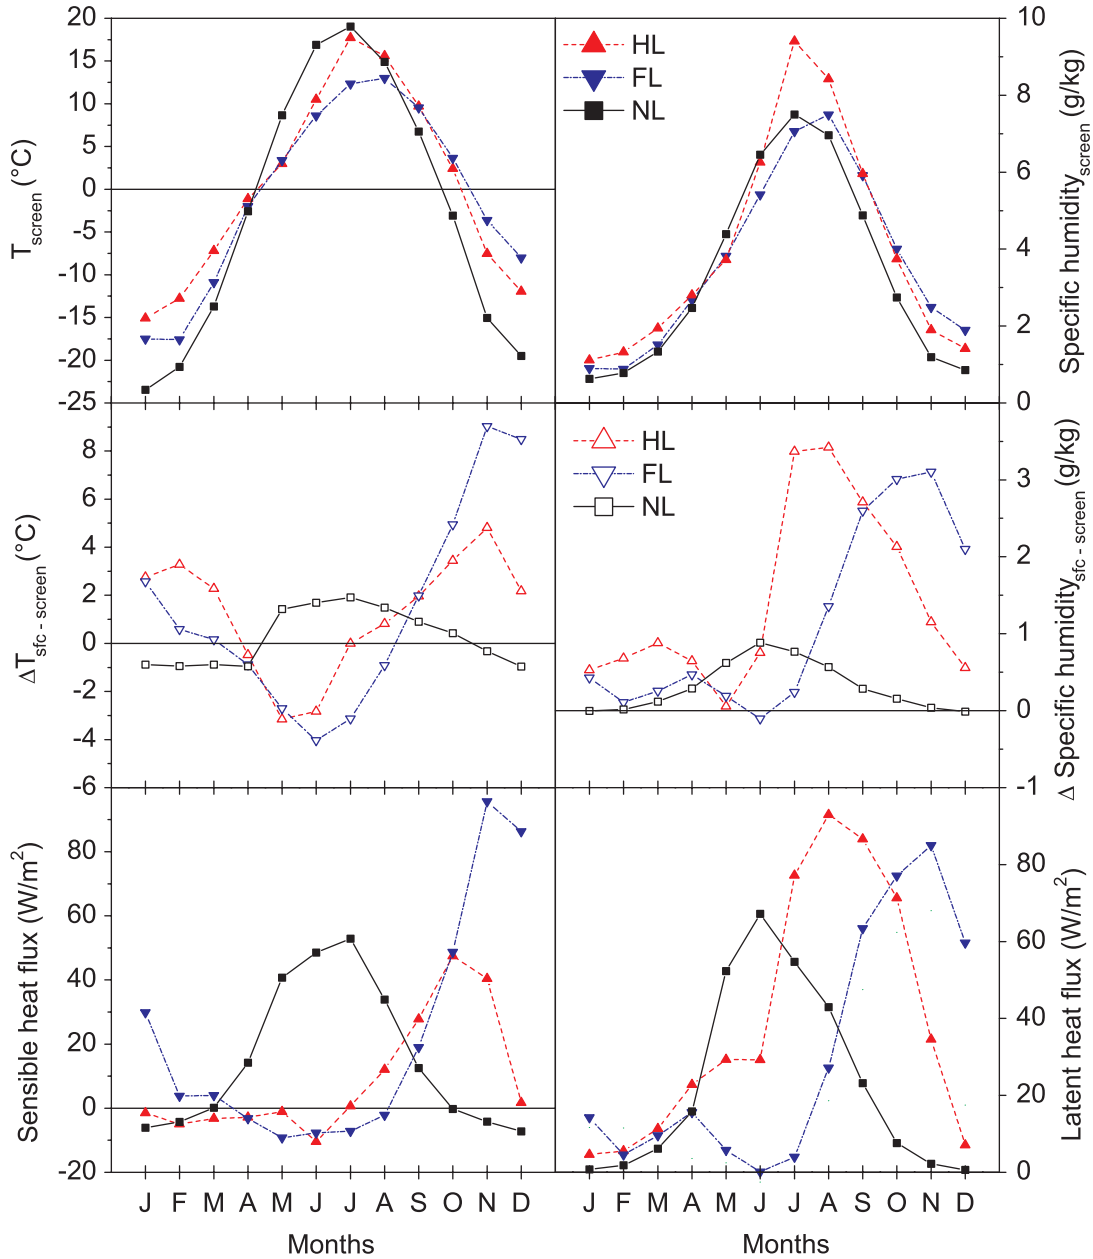 20
15
10
5
0
-5
-10
-15
-20
-25
T screen (°C)
HL
FL
NL
10
8
6
4
2
0
Specific humidity screen (g/kg)
8
6
4
2
0
-2
-4
-6
ΔT sfc - screen (°C)
HL
FL
NL
3
2
1
0
-1
Δ Specific humidity sfc - screen (g/kg)
80
60
40
20
0
-20
Sensible heat flux (W/m²)
80
60
40
20
0
Latent heat flux (W/m²)
J F M A M J J A S O N D
J F M A M J J A S O N D
Months
Months